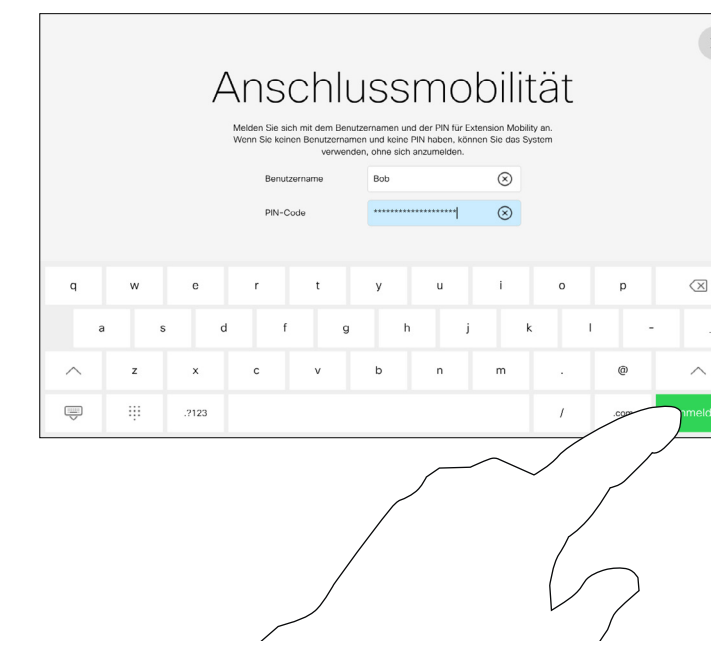 Anschlussmobilität
Melden Sie sich mit dem Benutzernamen und der PIN für Extension Mobility an.
Wenn Sie keinen Benutzernamen und keine PIN haben, können Sie das System
verwenden, ohne sich anzumelden.
Benutzername Bob
PIN-Code ********************
q w e r t y u i o p
a s d f g h j k l -
z x c v b n m . @
.?123 / .com